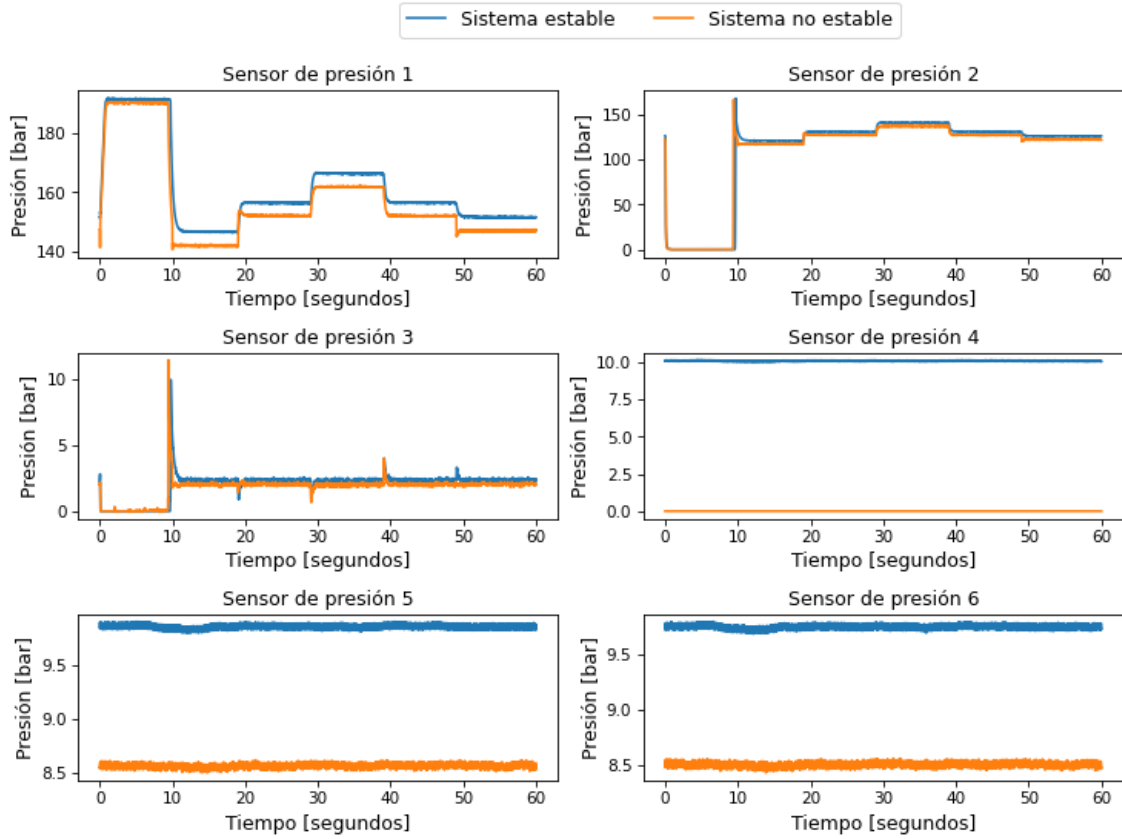 Sistema estable Sistema no estable
Sensor de presión 1
Presión [bar]
180
160
140
0 10 20 30 40 50 60
Tiempo [segundos]
Sensor de presión 2
Presión [bar]
150
100
50
0
0 10 20 30 40 50 60
Tiempo [segundos]
Sensor de presión 3
Presión [bar]
10
5
0
0 10 20 30 40 50 60
Tiempo [segundos]
Sensor de presión 4
Presión [bar]
10.0
7.5
5.0
2.5
0.0
0 10 20 30 40 50 60
Tiempo [segundos]
Sensor de presión 5
Presión [bar]
9.5
9.0
8.5
0 10 20 30 40 50 60
Tiempo [segundos]
Sensor de presión 6
Presión [bar]
9.5
9.0
8.5
0 10 20 30 40 50 60
Tiempo [segundos]